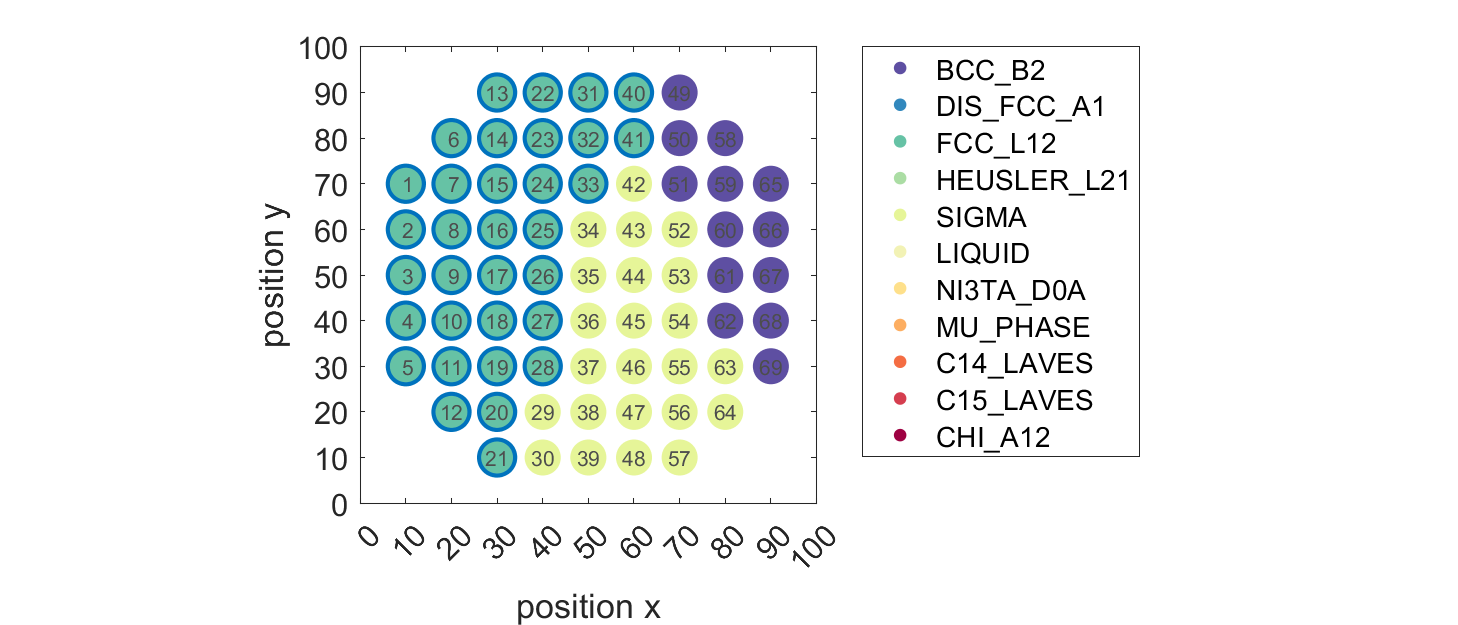 100
90
80
70
60
50
40
30
20
10
0
position y
13 22 31 40 49
6 14 23 32 41 50 58
1 7 15 24 33 42 51 59 65
2 8 16 25 34 43 52 60 66
3 9 17 26 35 44 53 61 67
4 10 18 27 36 45 54 62 68
5 11 19 28 37 46 55 63 69
12 20 29 38 47 56 64
21 30 39 48 57
0 10 20 30 40 50 60 70 80 90 100
position x
BCC_B2
DIS_FCC_A1
FCC_L12
HEUSLER_L21
SIGMA
LIQUID
NI3TA_D0A
MU_PHASE
C14_LAVES
C15_LAVES
CHI_A12